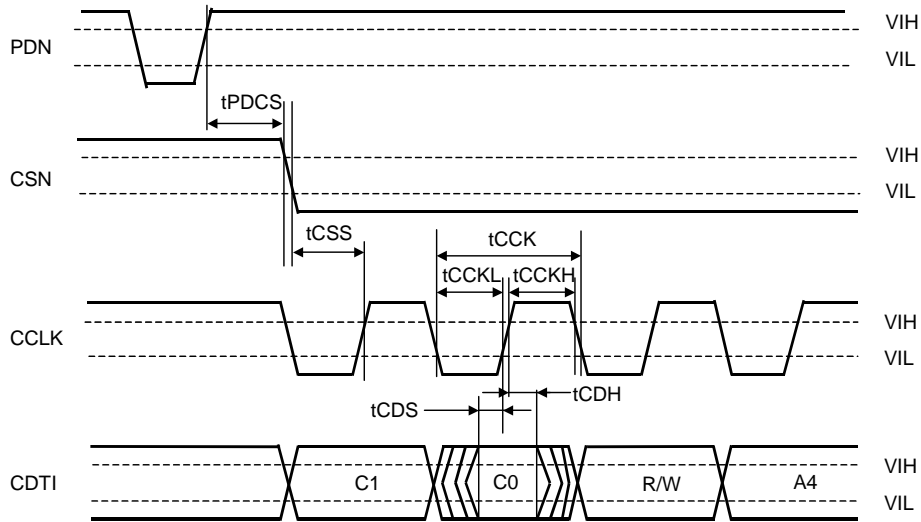 PDN
VIH
VIL
tPDCS
CSN
VIH
VIL
tCSS
tCCK
tCCKL
tCCKH
CCLK
VIH
VIL
tCDS
tCDH
CDTI
C1
C0
R/W
A4
VIH
VIL